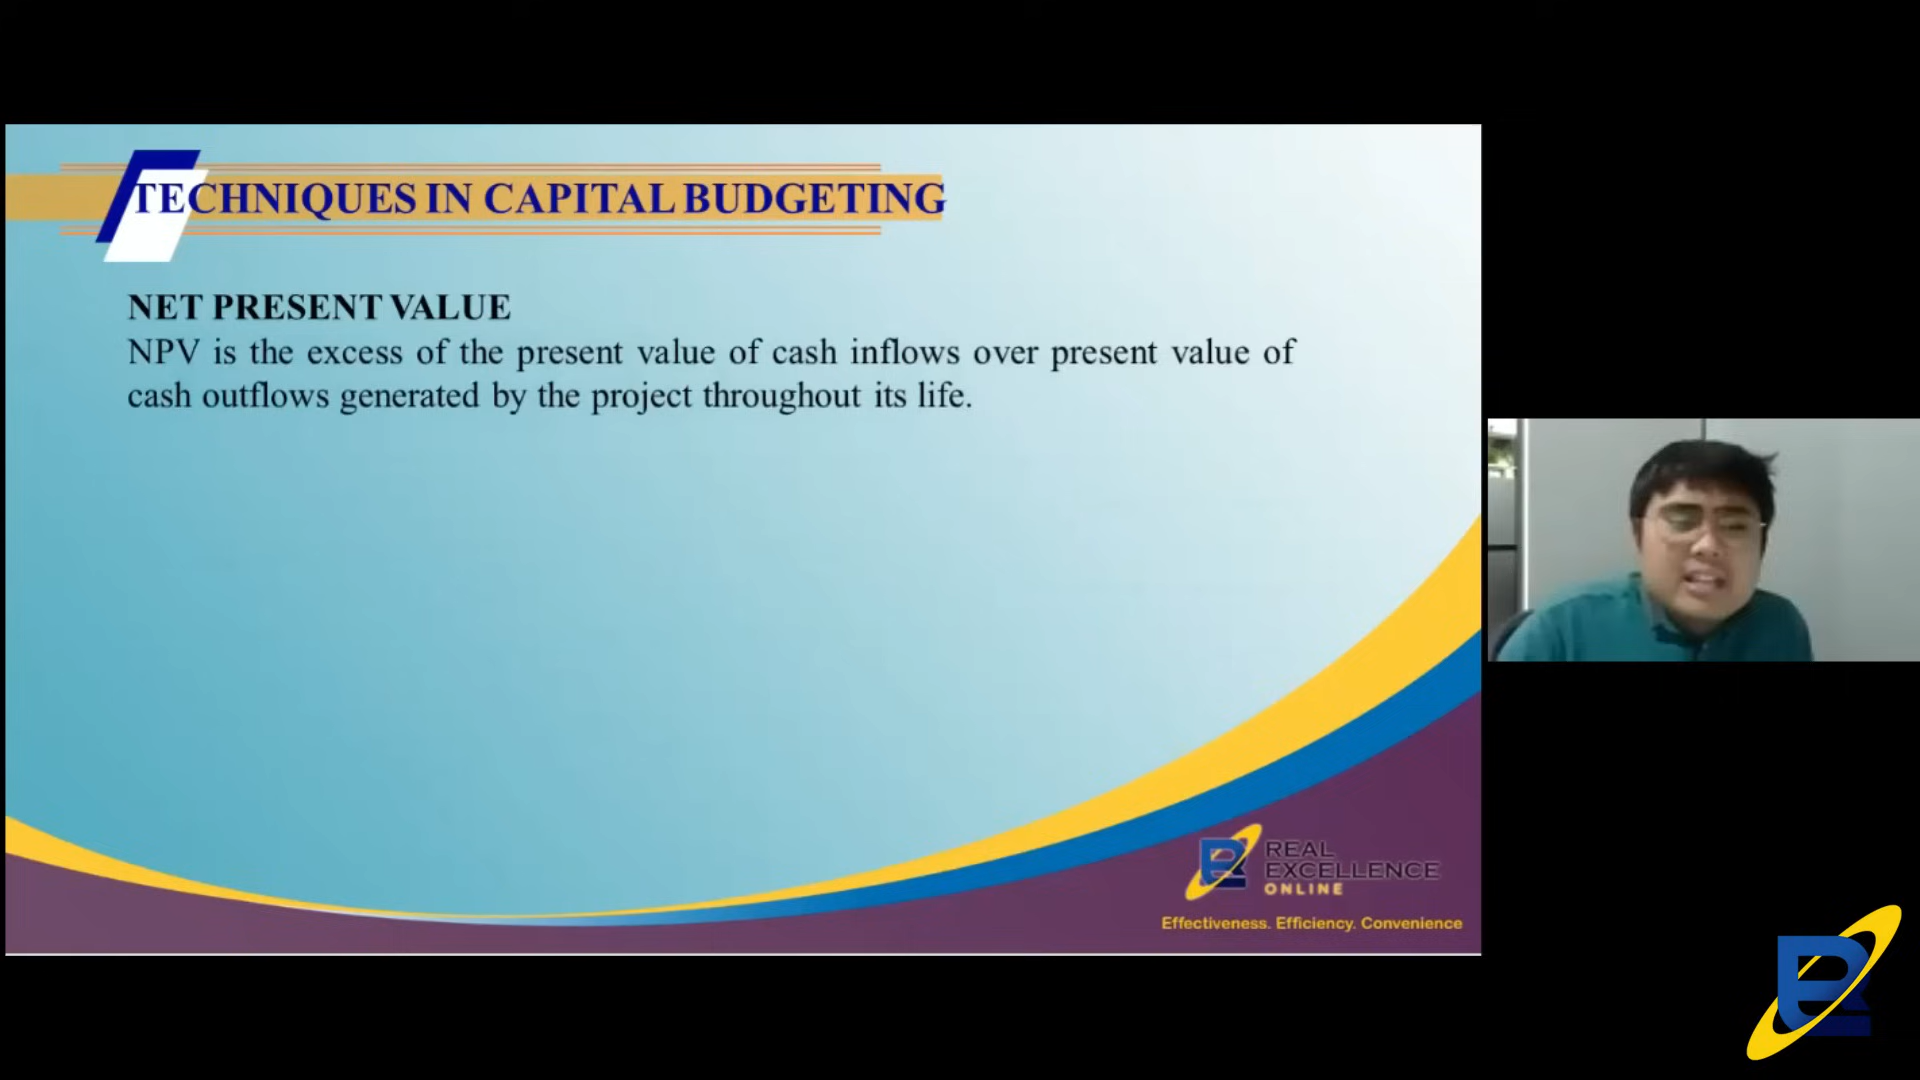 TECHNIQUES IN CAPITAL BUDGETING
NET PRESENT VALUE
NPV is the excess of the present value of cash inflows over present value of
cash outflows generated by the project throughout its life.
REAL
EXCELLENCE
ONLINE
Effectiveness. Efficiency. Convenience